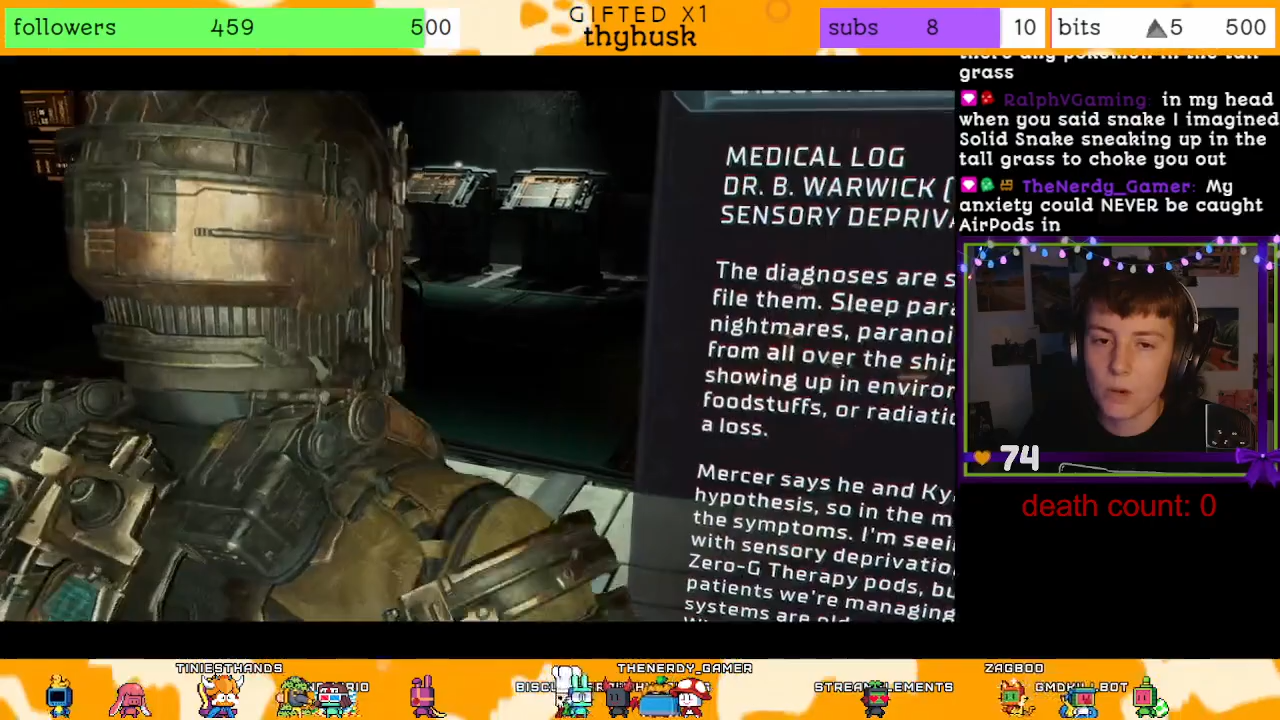 followers 459 500
GIFTED X1
thyhusk
subs 8 10
bits 5 500
grass
RalphVGaming: in my head
when you said snake I imagined
Solid Snake sneaking up in the
tall grass to choke you out
TheNerdy_Gamer: My
anxiety could NEVER be caught
AirPods in
MEDICAL LOG
DR. B. WARWICK (
SENSORY DEPRIVA
The diagnoses are s
file them. Sleep para
nightmares, paranoi
from all over the ship
showing up in enviro
foodstuffs, or radiatio
a loss.
Mercer says he and Ky
hypothesis, so in the m
the symptoms. I'm seei
with sensory deprivatio
Zero-G Therapy pods, bu
patients we're managing
systems are old
74
death count: 0
TINIESTHANDS
THENERDY_GAMER
ZAGBOO
STREAMELEMENTS
GMDKILLBOT